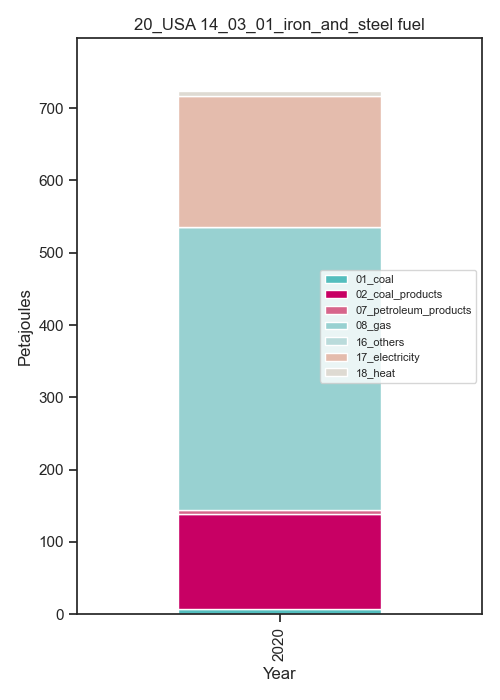 20_USA 14_03_01_iron_and_steel fuel
Petajoules
700
600
500
400
300
200
100
0
01_coal
02_coal_products
07_petroleum_products
08_gas
16_others
17_electricity
18_heat
2020
Year